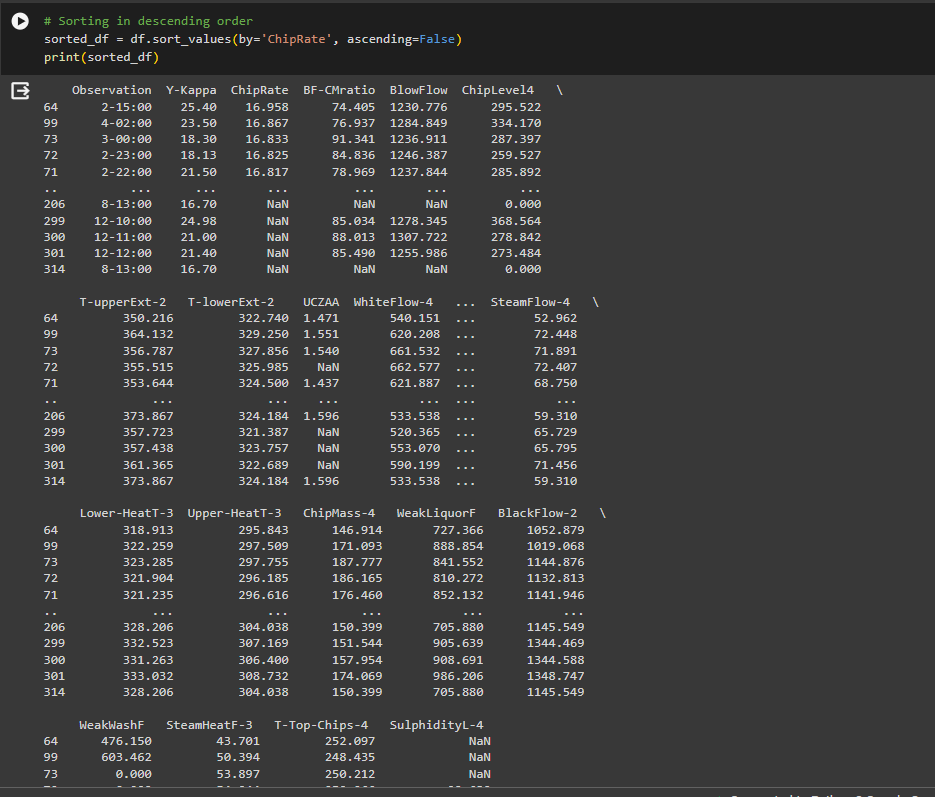 # Sorting in descending order
sorted_df = df.sort_values(by='ChipRate', ascending=False)
print(sorted_df)
Observation Y-Kappa ChipRate BF-CMratio BlowFlow ChipLevel4 \
64 2-15:00 25.40 16.958 74.405 1230.776 295.522
99 4-02:00 23.50 16.867 76.937 1284.849 334.170
73 3-00:00 18.30 16.833 91.341 1236.911 287.397
72 2-23:00 18.13 16.825 84.836 1246.387 259.527
71 2-22:00 21.50 16.817 78.969 1237.844 285.892
.. ... ... ... ... ... ...
206 8-13:00 16.70 NaN NaN NaN 0.000
299 12-10:00 24.98 NaN 85.034 1278.345 368.564
300 12-11:00 21.00 NaN 88.013 1307.722 278.842
301 12-12:00 21.40 NaN 85.490 1255.986 273.484
314 8-13:00 16.70 NaN NaN NaN 0.000
T-upperExt-2 T-lowerExt-2 UCZAA WhiteFlow-4 ... SteamFlow-4 \
64 350.216 322.740 1.471 540.151 ... 52.962
99 364.132 329.250 1.551 620.208 ... 72.448
73 356.787 327.856 1.540 661.532 ... 71.891
72 355.515 325.985 NaN 662.577 ... 72.407
71 353.644 324.500 1.437 621.887 ... 68.750
.. ... ... ... ... ... ...
206 373.867 324.184 1.596 533.538 ... 59.310
299 357.723 321.387 NaN 520.365 ... 65.729
300 357.438 323.757 NaN 553.070 ... 65.795
301 361.365 322.689 NaN 590.199 ... 71.456
314 373.867 324.184 1.596 533.538 ... 59.310
Lower-HeatT-3 Upper-HeatT-3 ChipMass-4 WeakLiquorF BlackFlow-2 \
64 318.913 295.843 146.914 727.366 1052.879
99 322.259 297.509 171.093 888.854 1019.068
73 323.285 297.755 187.777 841.552 1144.876
72 321.904 296.185 186.165 810.272 1132.813
71 321.235 296.616 176.460 852.132 1141.946
.. ... ... ... ... ...
206 328.206 304.038 150.399 705.880 1145.549
299 332.523 307.169 151.544 905.639 1344.469
300 331.263 306.400 157.954 908.691 1344.588
301 333.032 308.732 174.069 986.206 1348.747
314 328.206 304.038 150.399 705.880 1145.549
WeakWashF SteamHeatF-3 T-Top-Chips-4 SulphidityL-4
64 476.150 43.701 252.097 NaN
99 603.462 50.394 248.435 NaN
73 0.000 53.897 250.212 NaN